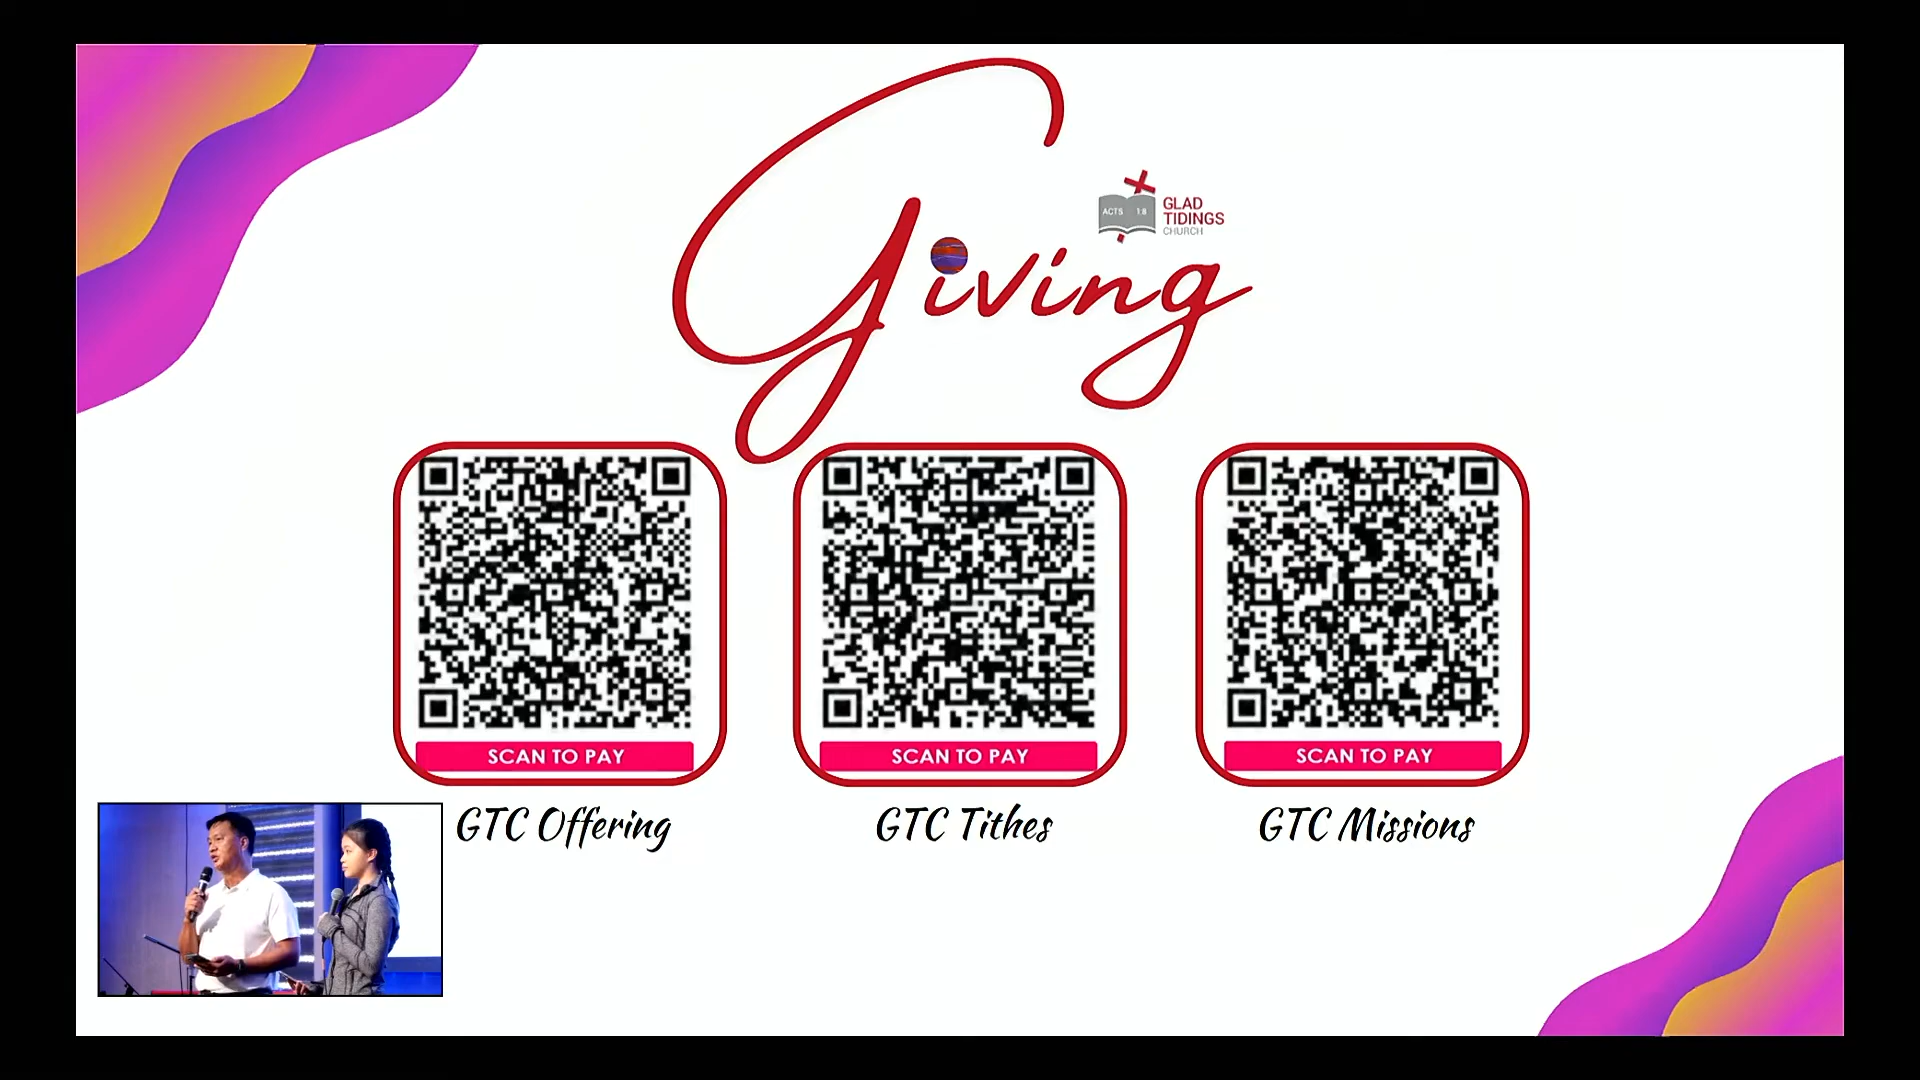 Giving
ACTS 1:8
GLAD
TIDINGS
CHURCH
SCAN TO PAY
SCAN TO PAY
SCAN TO PAY
GTC Offering
GTC Tithes
GTC Missions